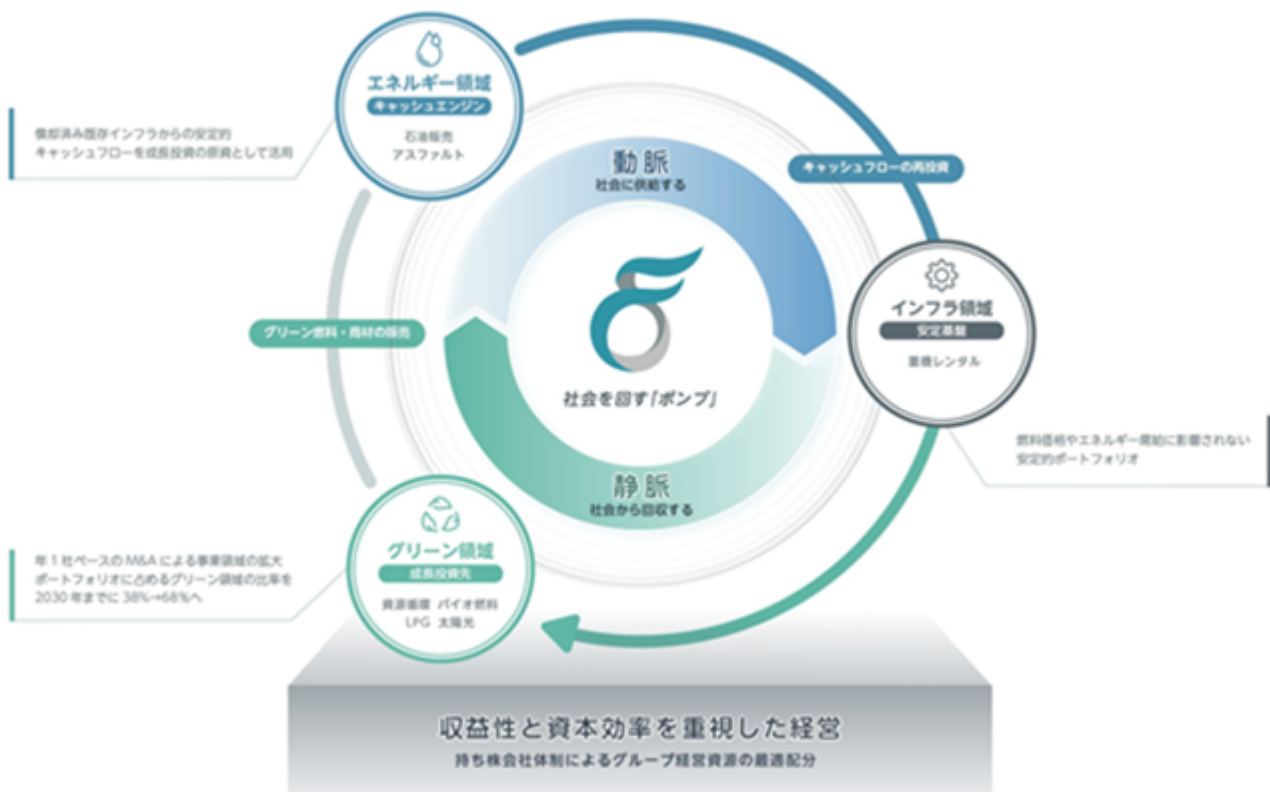 エネルギー領域
キャッシュエンジン
石油販売
アスファルト
償却済み既存インフラからの安定的
キャッシュフローを成長投資の原資として活用
動脈
社会に供給する
キャッシュフローの再投資
インフラ領域
安定基盤
重機レンタル
グリーン燃料・商材の販売
社会を回す「ポンプ」
燃料価格やエネルギー需給に影響されない
安定的ポートフォリオ
静脈
社会から回収する
グリーン領域
成長投資先
資源循環 バイオ燃料
LPG 太陽光
年1社ペースのM&Aによる事業領域の拡大
ポートフォリオに占めるグリーン領域の比率を
2030年までに38%→68%へ
収益性と資本効率を重視した経営
持ち株会社体制によるグループ経営資源の最適配分